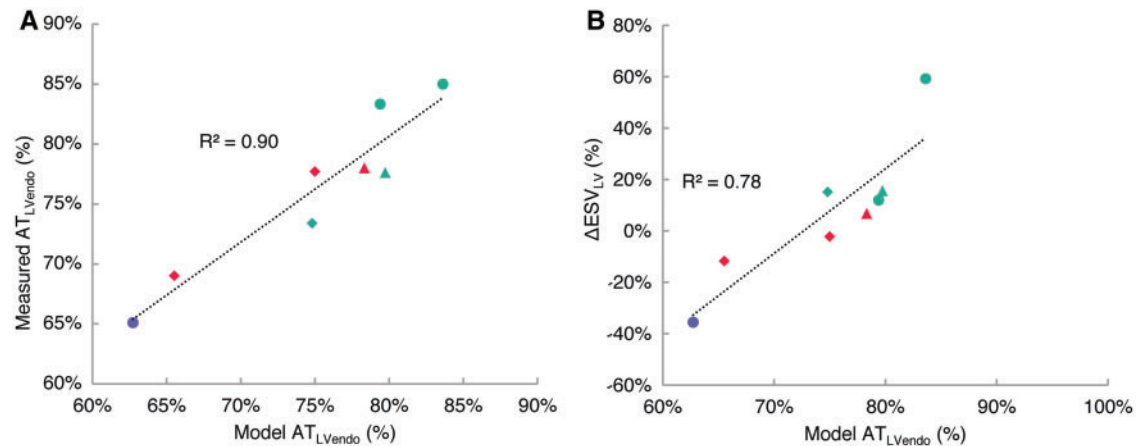 A
90%
85%
80%
75%
70%
65%
60%
Measured AT_LVendo (%)
R² = 0.90
60% 65% 70% 75% 80% 85% 90%
Model AT_LVendo (%)
B
80%
60%
40%
20%
0%
-20%
-40%
-60%
ΔESV_LV (%)
R² = 0.78
60% 70% 80% 90% 100%
Model AT_LVendo (%)